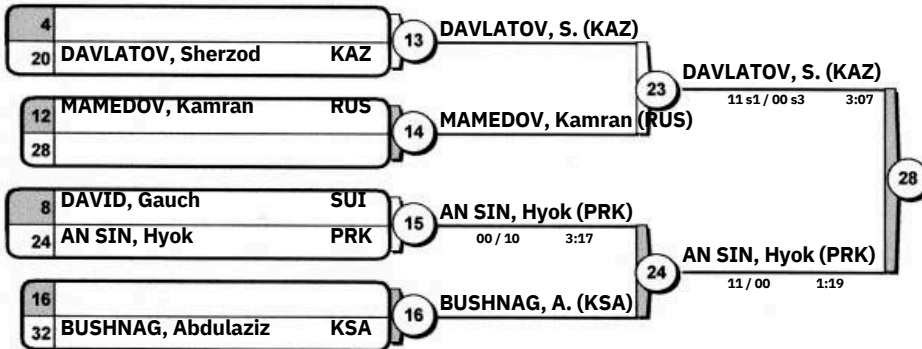 4
20 DAVLATOV, Sherzod KAZ
13 DAVLATOV, S. (KAZ)
12 MAMEDOV, Kamran RUS
28
14 MAMEDOV, Kamran (RUS)
23 DAVLATOV, S. (KAZ)
11 s1 / 00 s3 3:07
8 DAVID, Gauch SUI
24 AN SIN, Hyok PRK
15 AN SIN, Hyok (PRK)
00 / 10 3:17
16
32 BUSHNAG, Abdulaziz KSA
16 BUSHNAG, A. (KSA)
24 AN SIN, Hyok (PRK)
11 / 00 1:19
28